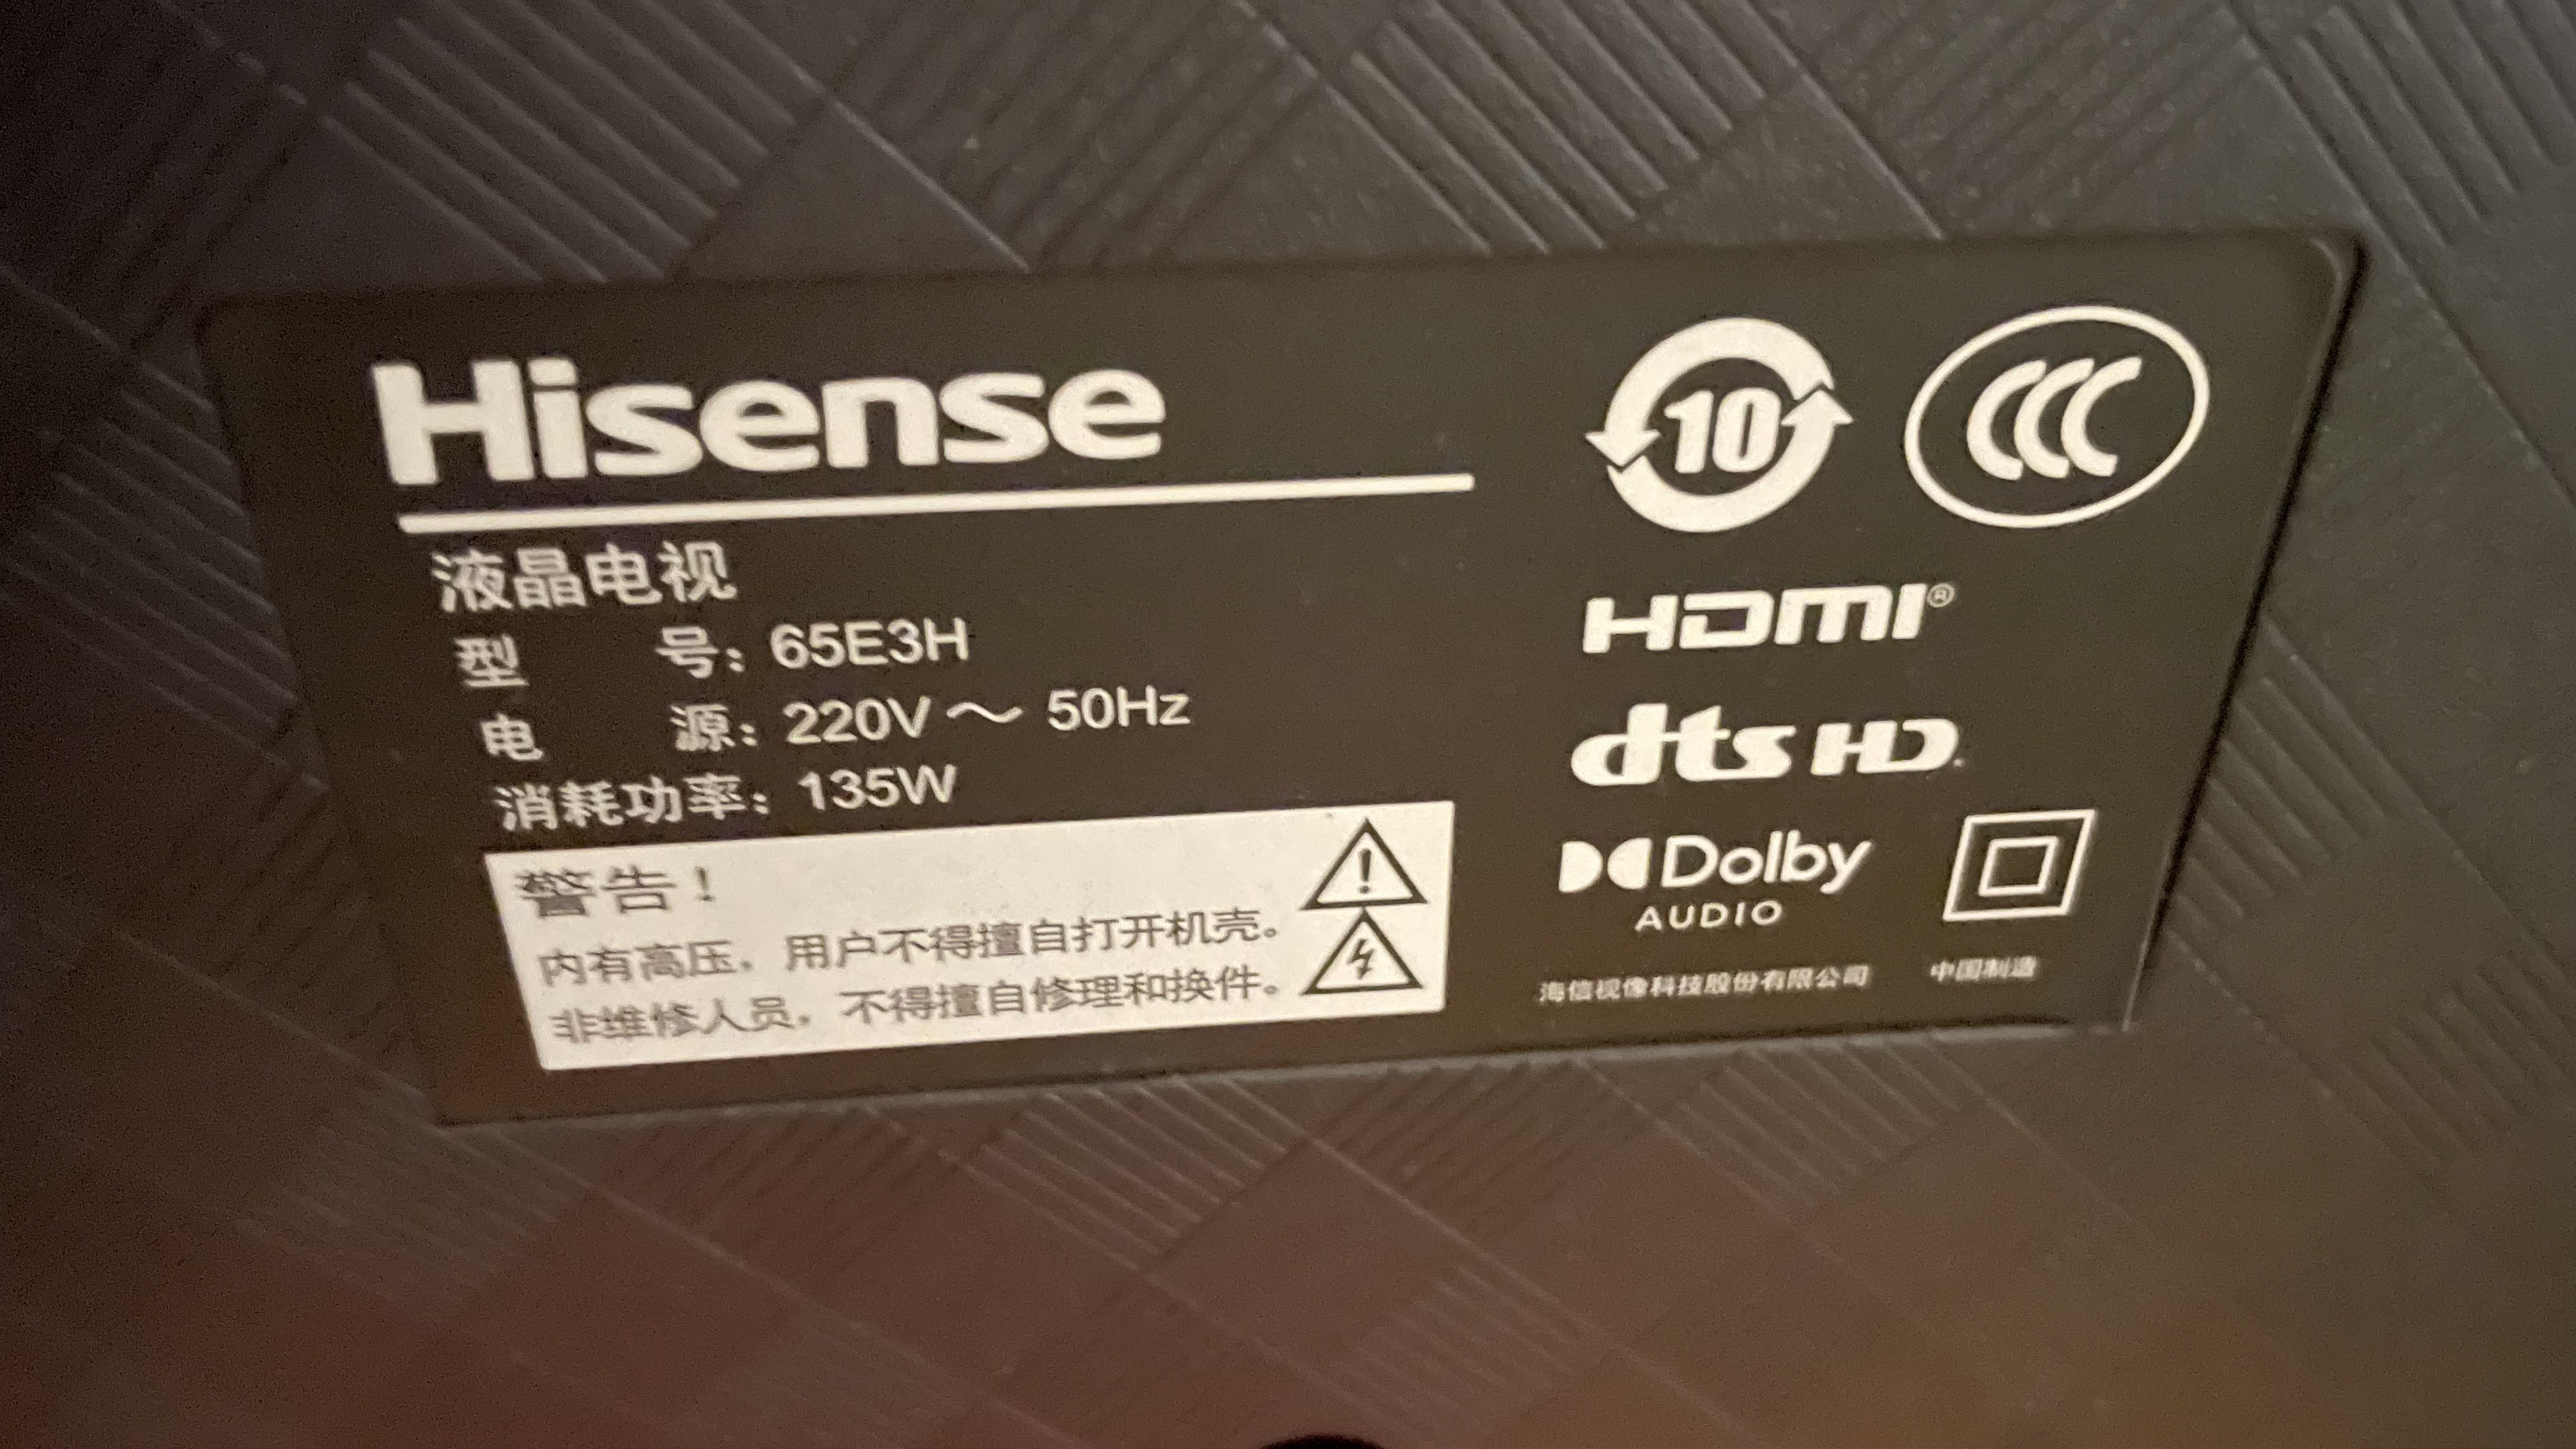 Hisense
液晶电视
型 号: 65E3H
电 源: 220V ～ 50Hz
消耗功率: 135W
警告!
内有高压，用户不得擅自打开机壳。
非维修人员，不得擅自修理和换件。
10
CCC
HDMI®
dts HD.
Dolby
AUDIO
海信视像科技股份有限公司 中国制造